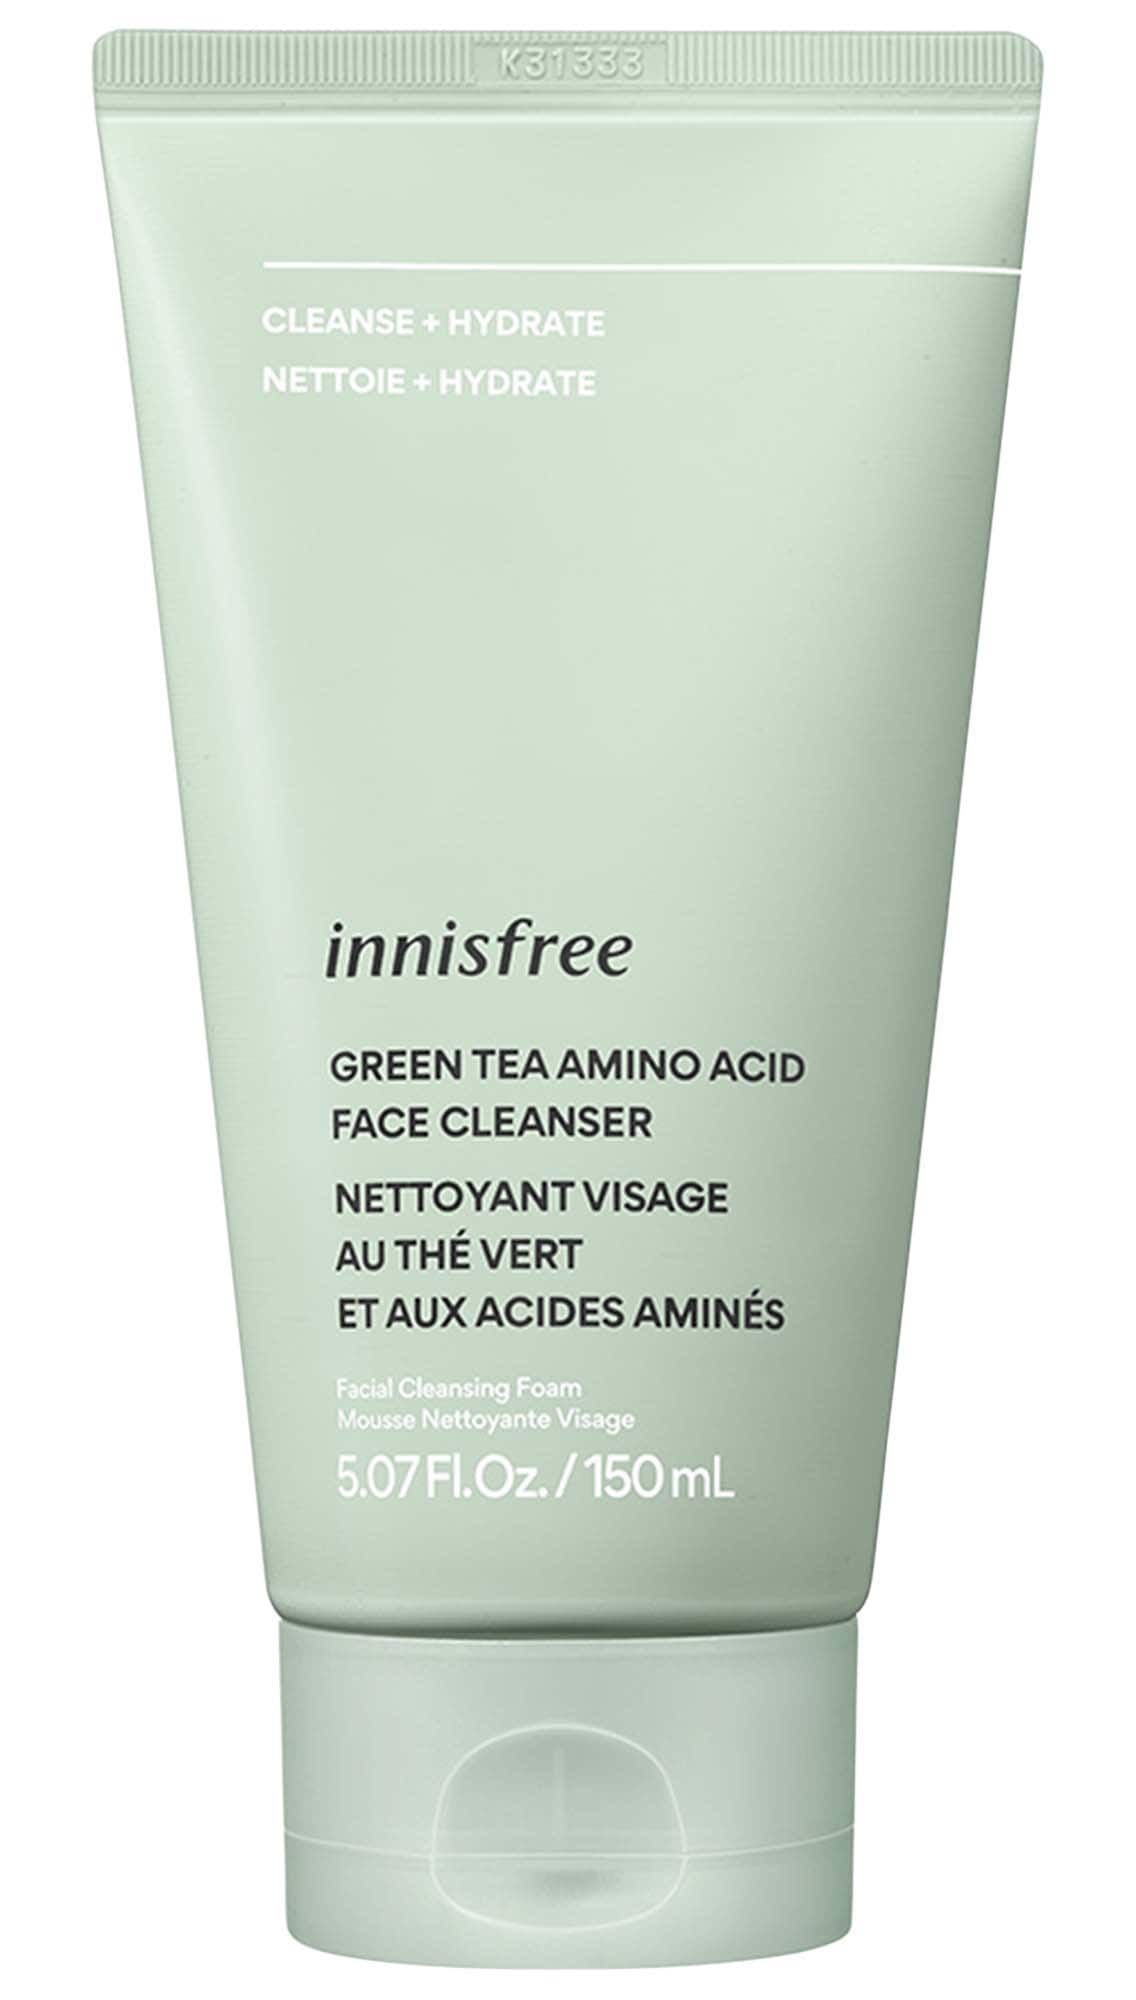 K31333
CLEANSE + HYDRATE
NETTOIE + HYDRATE
innisfree
GREEN TEA AMINO ACID
FACE CLEANSER
NETTOYANT VISAGE
AU THÉ VERT
ET AUX ACIDES AMINÉS
Facial Cleansing Foam
Mousse Nettoyante Visage
5.07 Fl.Oz. / 150 mL